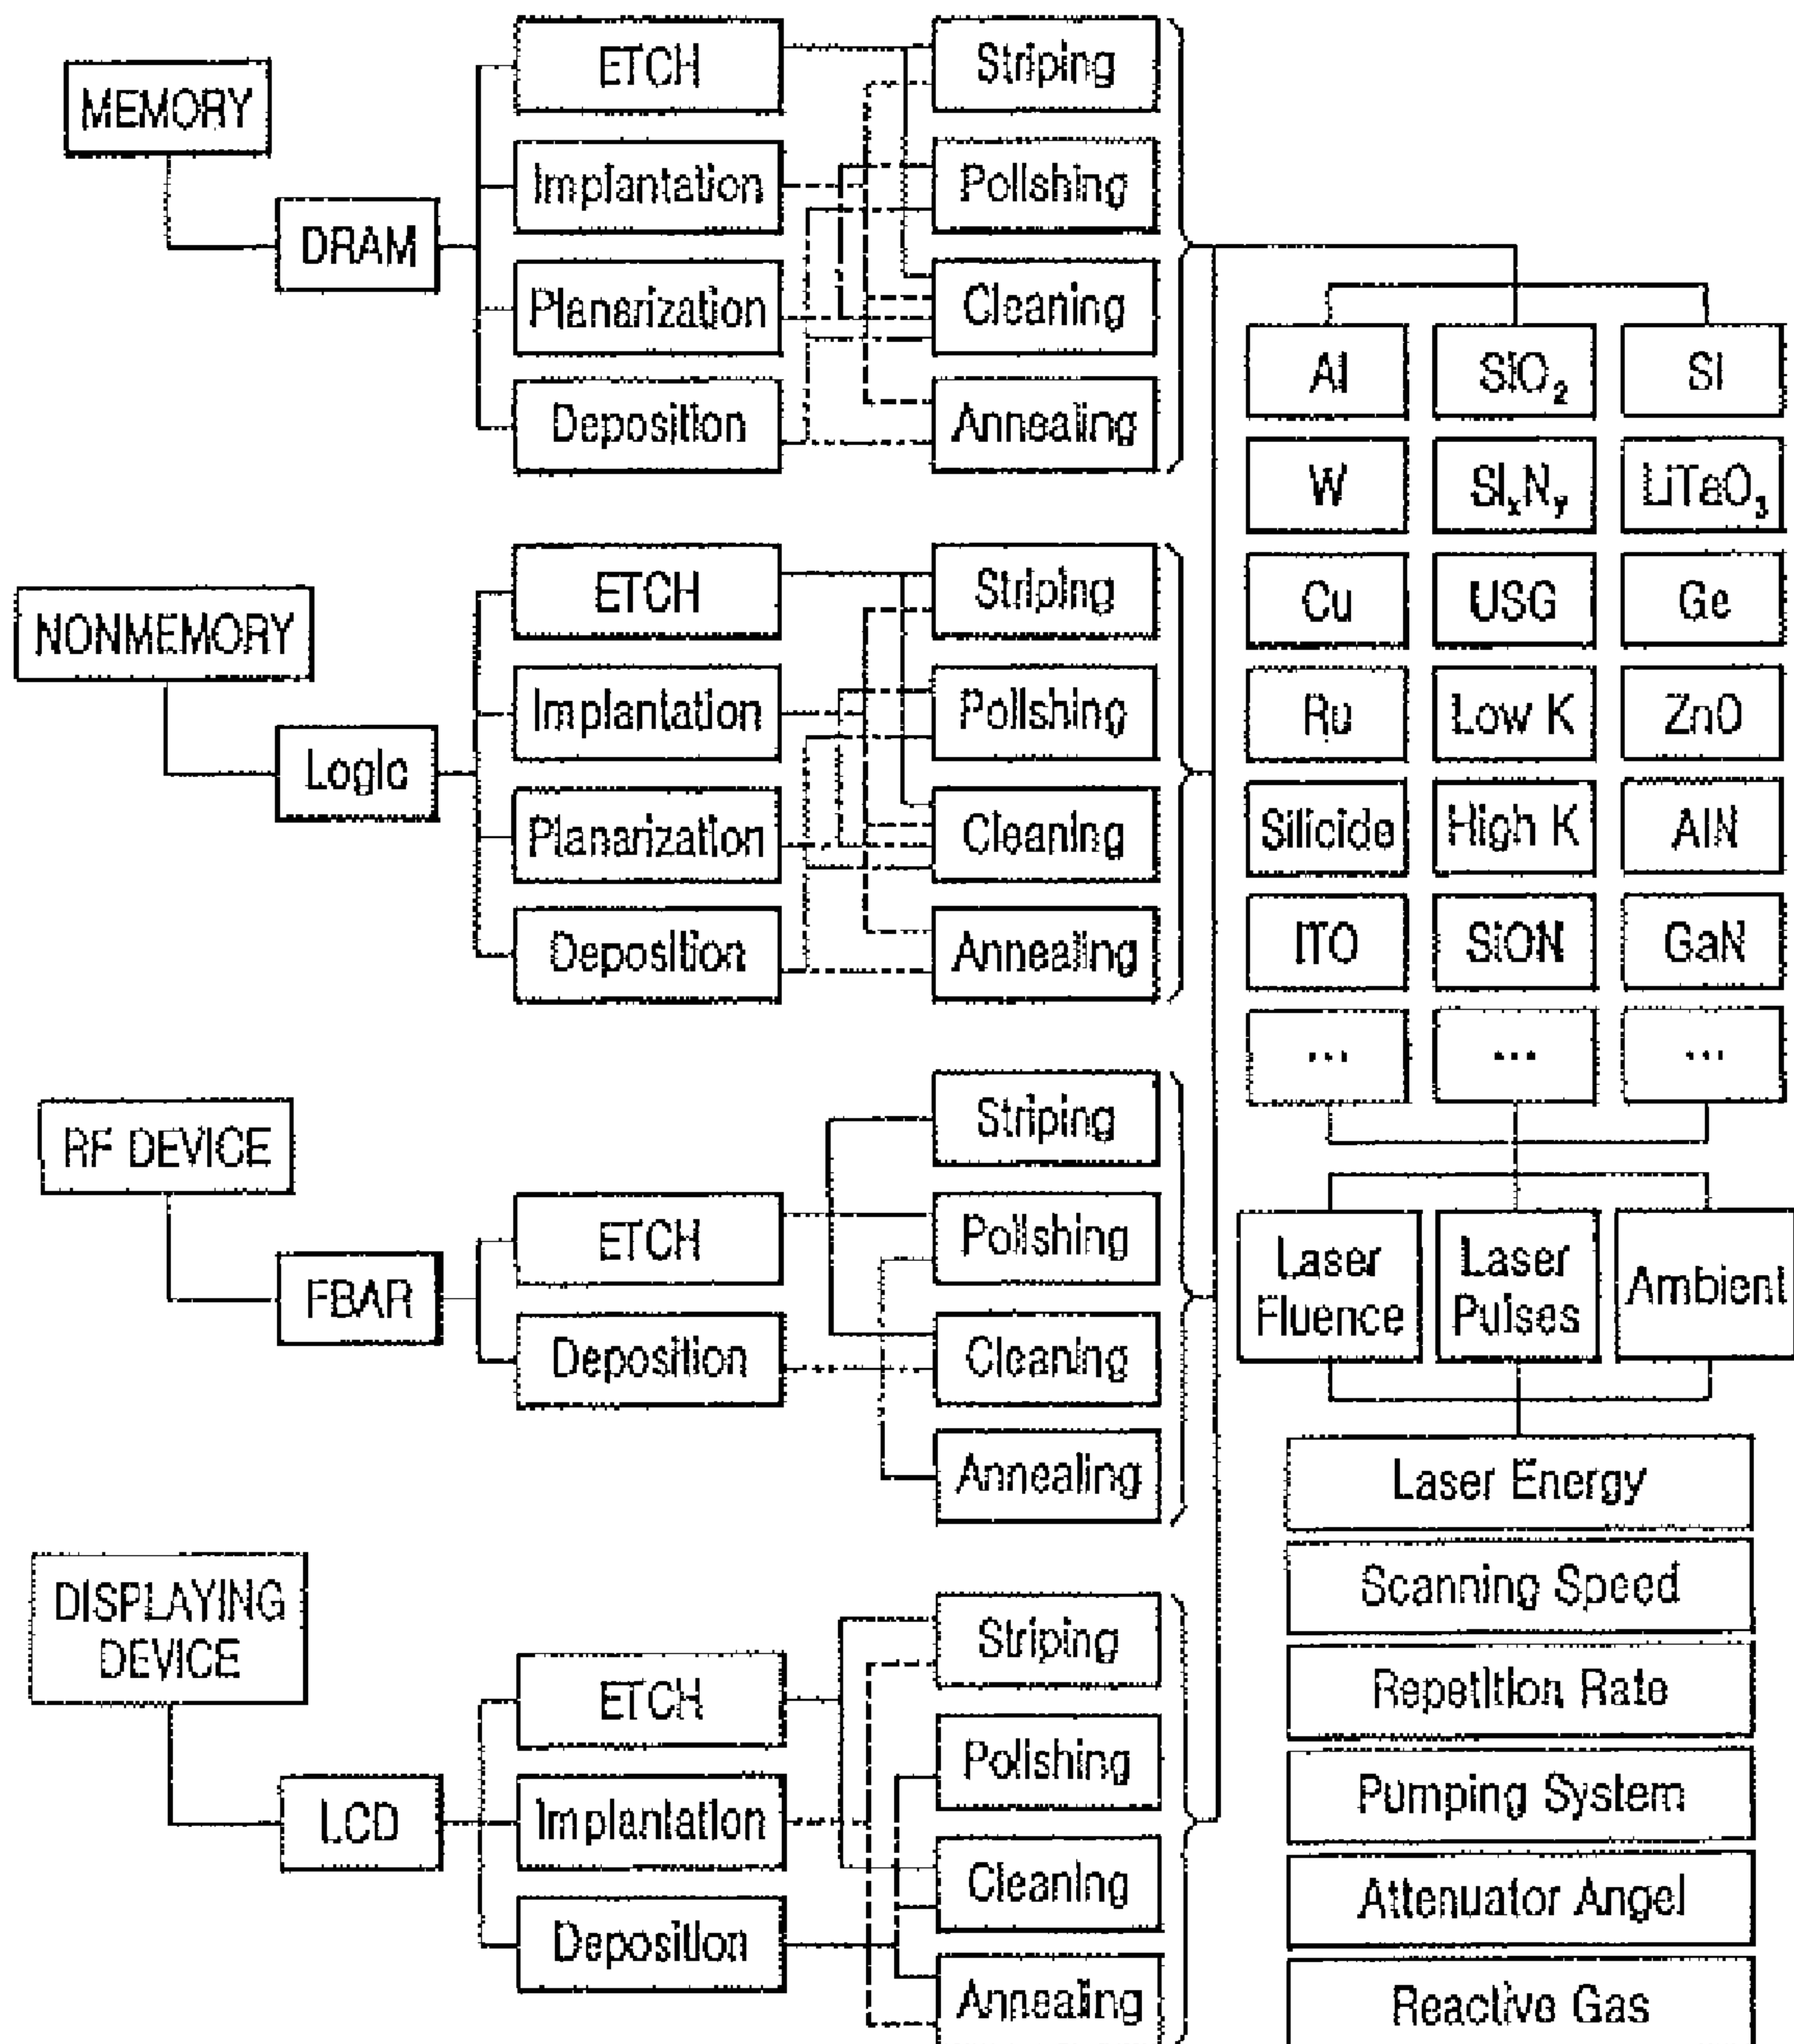 MEMORY
DRAM
ETCH
Implantation
Planarization
Deposition
Striping
Polishing
Cleaning
Annealing
NONMEMORY
Logic
ETCH
Implantation
Planarization
Deposition
Striping
Polishing
Cleaning
Annealing
RF DEVICE
FBAR
ETCH
Deposition
Striping
Polishing
Cleaning
Annealing
DISPLAYING
DEVICE
LCD
ETCH
Implantation
Deposition
Striping
Polishing
Cleaning
Annealing
Al SiO₂ Si
W SiₓNᵧ LiTaO₃
Cu USG Ge
Ru Low K ZnO
Silicide High K AlN
ITO SiON GaN
... ... ...
Laser
Fluence
Laser
Pulses
Ambient
Laser Energy
Scanning Speed
Repetition Rate
Pumping System
Attenuator Angel
Reactive Gas